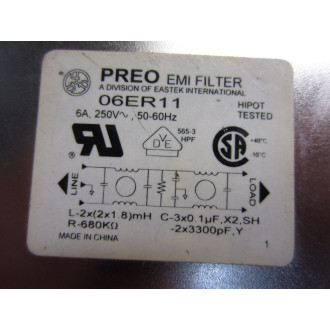 PREO EMI FILTER
A DIVISION OF EASTEK INTERNATIONAL
06ER11
6A, 250V~, 50-60Hz
HIPOT
TESTED
VDE
565-3
HPF
+40°C
10°C
LINE
LOAD
L-2x(2x1.8)mH C-3x0.1µF,X2,SH
R-680KΩ -2x3300pF,Y
MADE IN CHINA
1